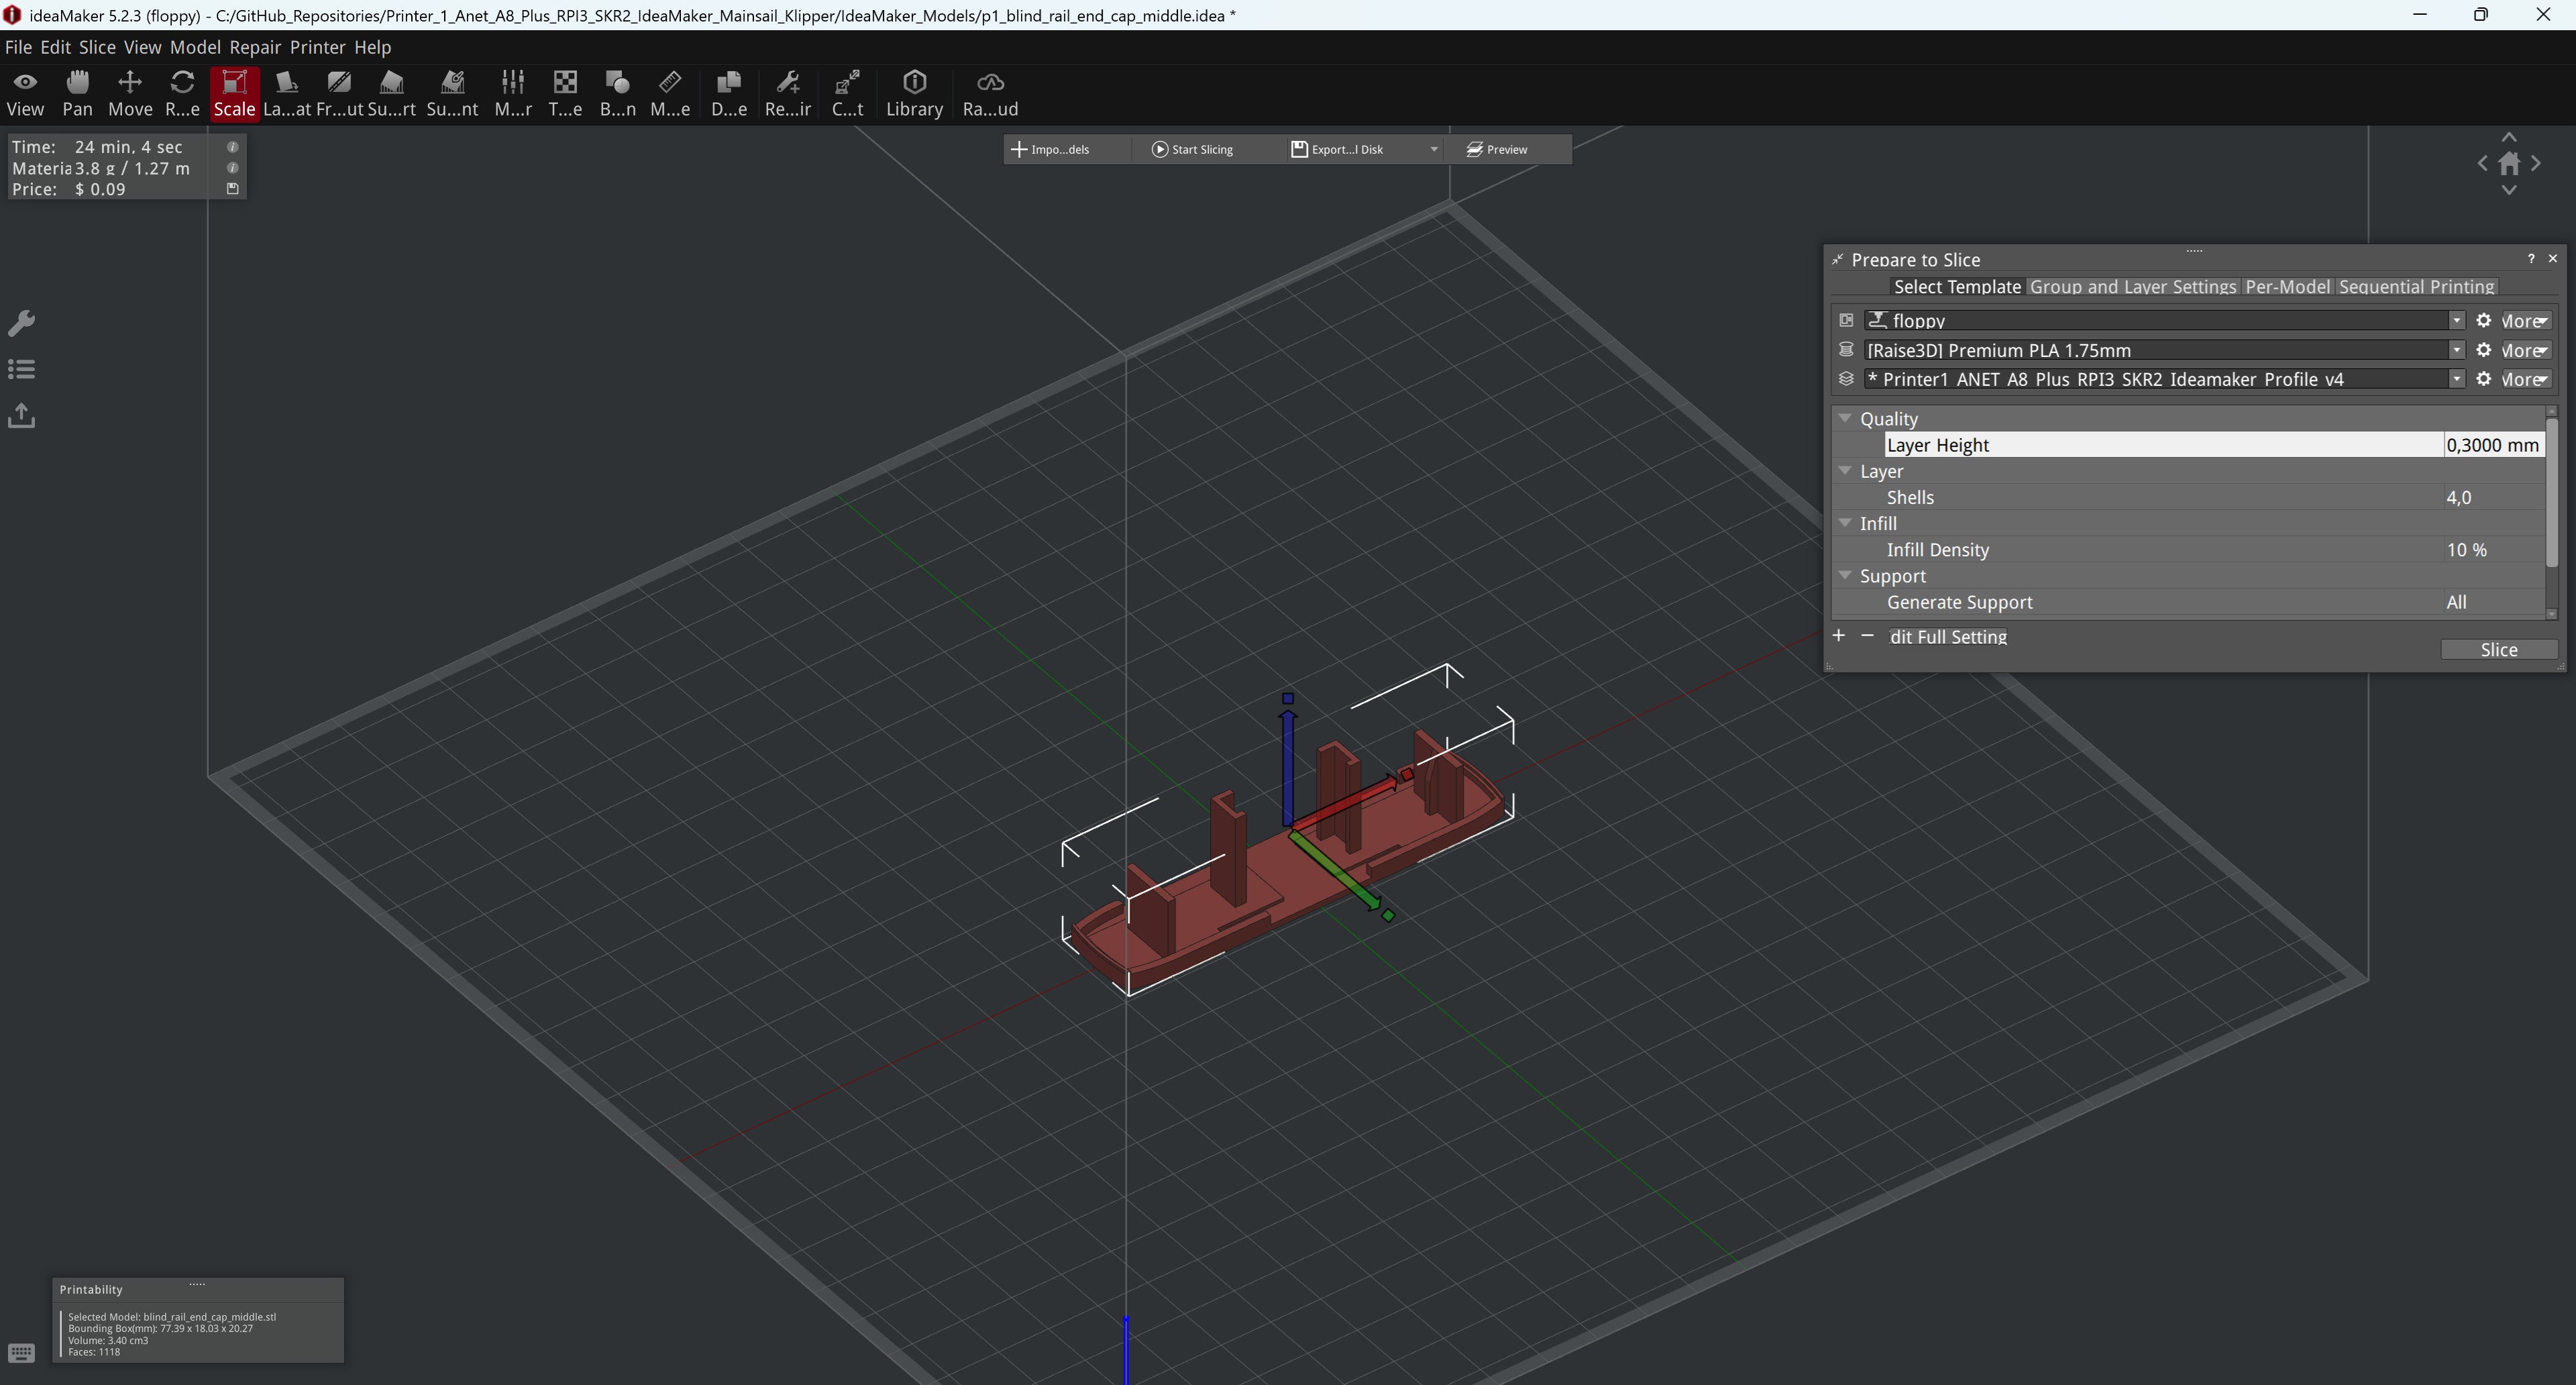 ideaMaker 5.2.3 (floppy) - C:/GitHub_Repositories/Printer_1_Anet_A8_Plus_RPI3_SKR2_IdeaMaker_Mainsail_Klipper/IdeaMaker_Models/p1_blind_rail_end_cap_middle.idea *
File Edit Slice View Model Repair Printer Help
View Pan Move R...e Scale La...at Fr...ut Su...rt Su...nt M...r T...e B...n M...e D...e Re...ir C...t Library Ra...ud
Time: 24 min, 4 sec
Materia 3.8 g / 1.27 m
Price: $ 0.09
Impo...dels Start Slicing Export...l Disk Preview
Prepare to Slice ?
Select Template Group and Layer Settings Per-Model Sequential Printing
floppy More
[Raise3D] Premium PLA 1.75mm More
* Printer1 ANET A8 Plus RPI3 SKR2 Ideamaker Profile v4 More
Quality
Layer Height 0,3000 mm
Layer
Shells 4,0
Infill
Infill Density 10 %
Support
Generate Support All
+ − dit Full Setting
Slice
Printability
Selected Model: blind_rail_end_cap_middle.stl
Bounding Box(mm): 77.39 x 18.03 x 20.27
Volume: 3.40 cm3
Faces: 1118